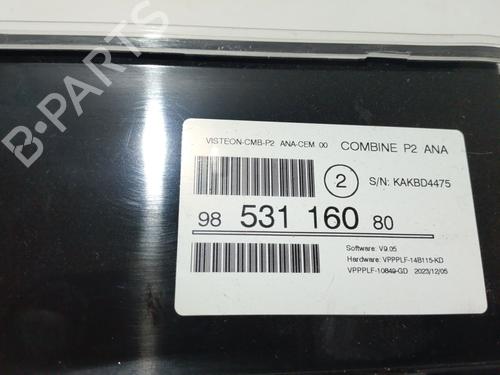 B-PARTS
VISTEON-CMB-P2 ANA-CEM 00 COMBINE P2 ANA
2 S/N: KAKBD4475
98 531 160 80
Software: V9.05
Hardware: VPPPLF-14B115-KD
VPPPLF-10849-GD 2023/12/05